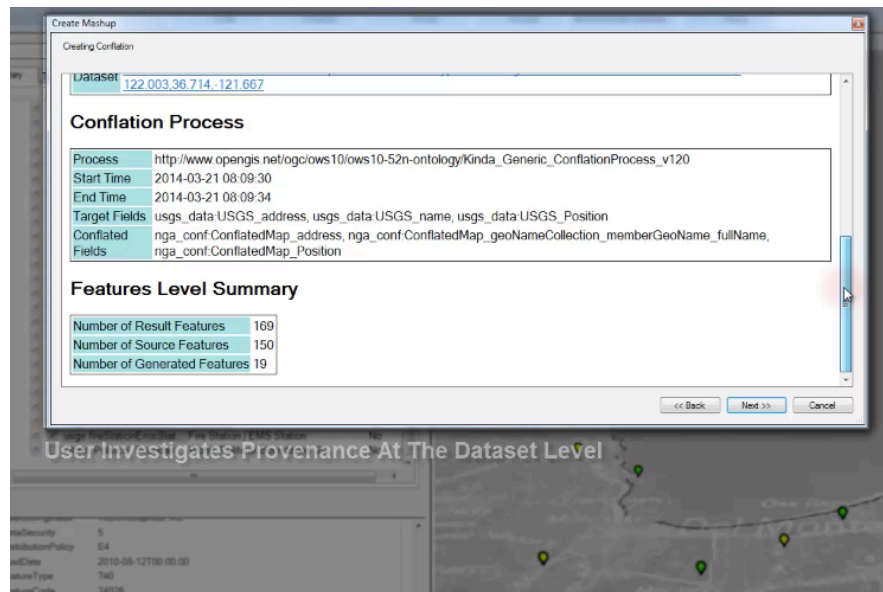 Create Mashup
Creating Conflation
Dataset
122.003,36.714,-121.667
Conflation Process
Process http://www.opengis.net/ogc/ows10/ows10-52n-ontology/Kinda_Generic_ConflationProcess_v120
Start Time 2014-03-21 08:09:30
End Time 2014-03-21 08:09:34
Target Fields usgs_data:USGS_address, usgs_data:USGS_name, usgs_data:USGS_Position
Conflated nga_conf:ConflatedMap_address, nga_conf:ConflatedMap_geoNameCollection_memberGeoName_fullName,
Fields nga_conf:ConflatedMap_Position
Features Level Summary
Number of Result Features 169
Number of Source Features 150
Number of Generated Features 19
<< Back Next >> Cancel
Fire Station / EMS Station No
User Investigates Provenance At The Dataset Level
5
E4
2010-08-12T00:00:00
740